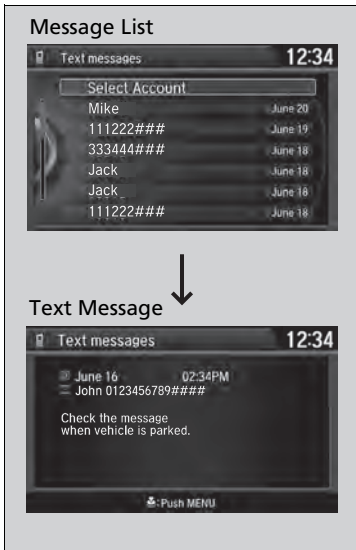 Message List
Text messages 12:34
Select Account
Mike June 20
111222### June 19
333444### June 18
Jack June 18
Jack June 18
111222### June 18
Text Message
Text messages 12:34
June 16 02:34PM
John 0123456789####
Check the message
when vehicle is parked.
:Push MENU